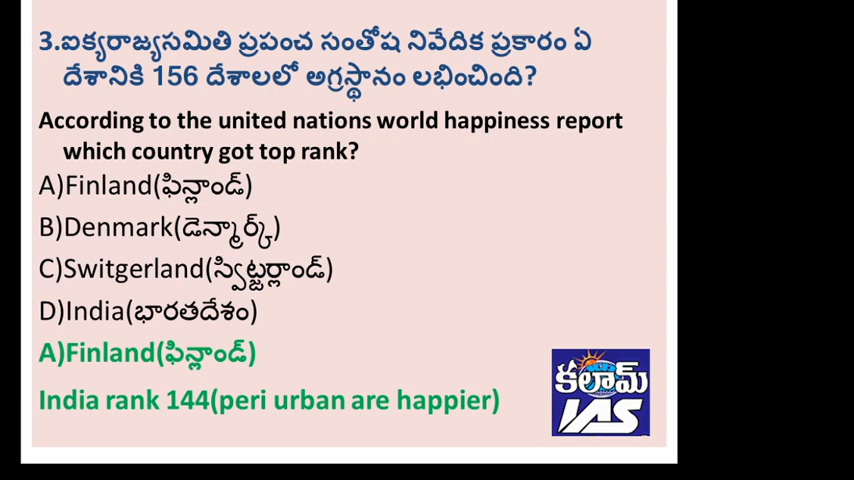 3.ఐక్యరాజ్యసమితి ప్రపంచ సంతోష నివేదిక ప్రకారం ఏ
దేశానికి 156 దేశాలలో అగ్రస్థానం లభించింది?
According to the united nations world happiness report
which country got top rank?
A)Finland(ఫిన్లాండ్)
B)Denmark(డెన్మార్క్)
C)Switgerland(స్విట్జర్లాండ్)
D)India(భారతదేశం)
A)Finland(ఫిన్లాండ్)
India rank 144(peri urban are happier)
కలామ్
IAS